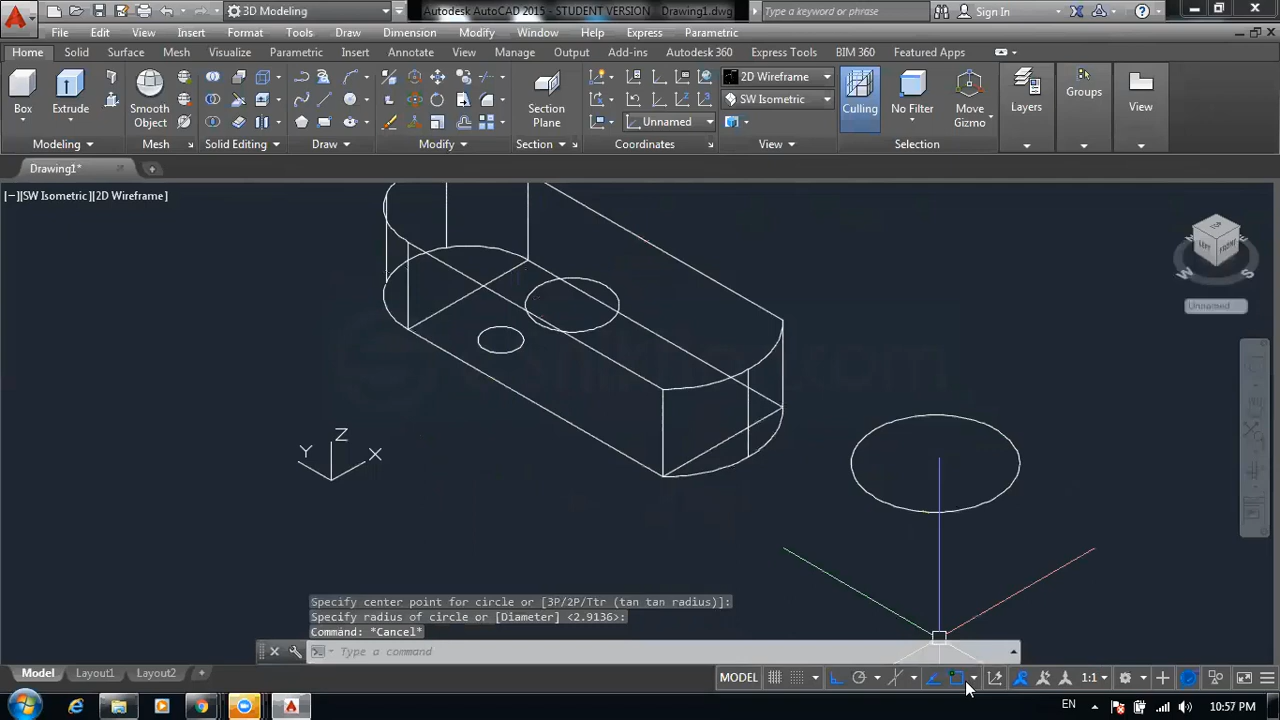 3D Modeling
Autodesk AutoCAD 2015 - STUDENT VERSION Drawing1.dwg
Type a keyword or phrase
Sign In
File Edit View Insert Format Tools Draw Dimension Modify Window Help Express Parametric
Home Solid Surface Mesh Visualize Parametric Insert Annotate View Manage Output Add-ins Autodesk 360 Express Tools BIM 360 Featured Apps
Box
Extrude
Smooth
Object
Section
Plane
2D Wireframe
SW Isometric
Unnamed
Culling
No Filter
Move
Gizmo
Layers
Groups
View
Modeling Mesh Solid Editing Draw Modify Section Coordinates View Selection
Drawing1*
[−][SW Isometric][2D Wireframe]
TOP
LEFT
W S
Unnamed
Z
Y
X
Specify center point for circle or [3P/2P/Ttr (tan tan radius)]:
Specify radius of circle or [Diameter] <2.9136>:
Command: *Cancel*
Type a command
Model Layout1 Layout2 +
MODEL
1:1
EN
10:57 PM